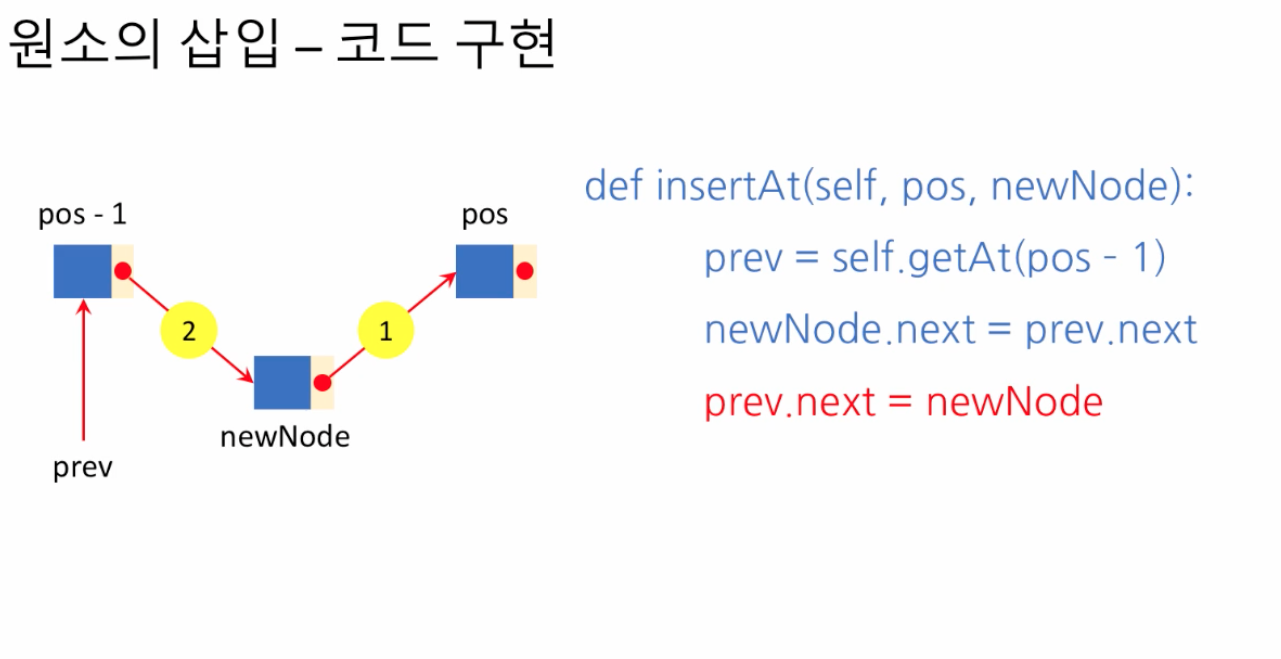 원소의 삽입 – 코드 구현
pos - 1
pos
2
1
newNode
prev
def insertAt(self, pos, newNode):
prev = self.getAt(pos - 1)
newNode.next = prev.next
prev.next = newNode